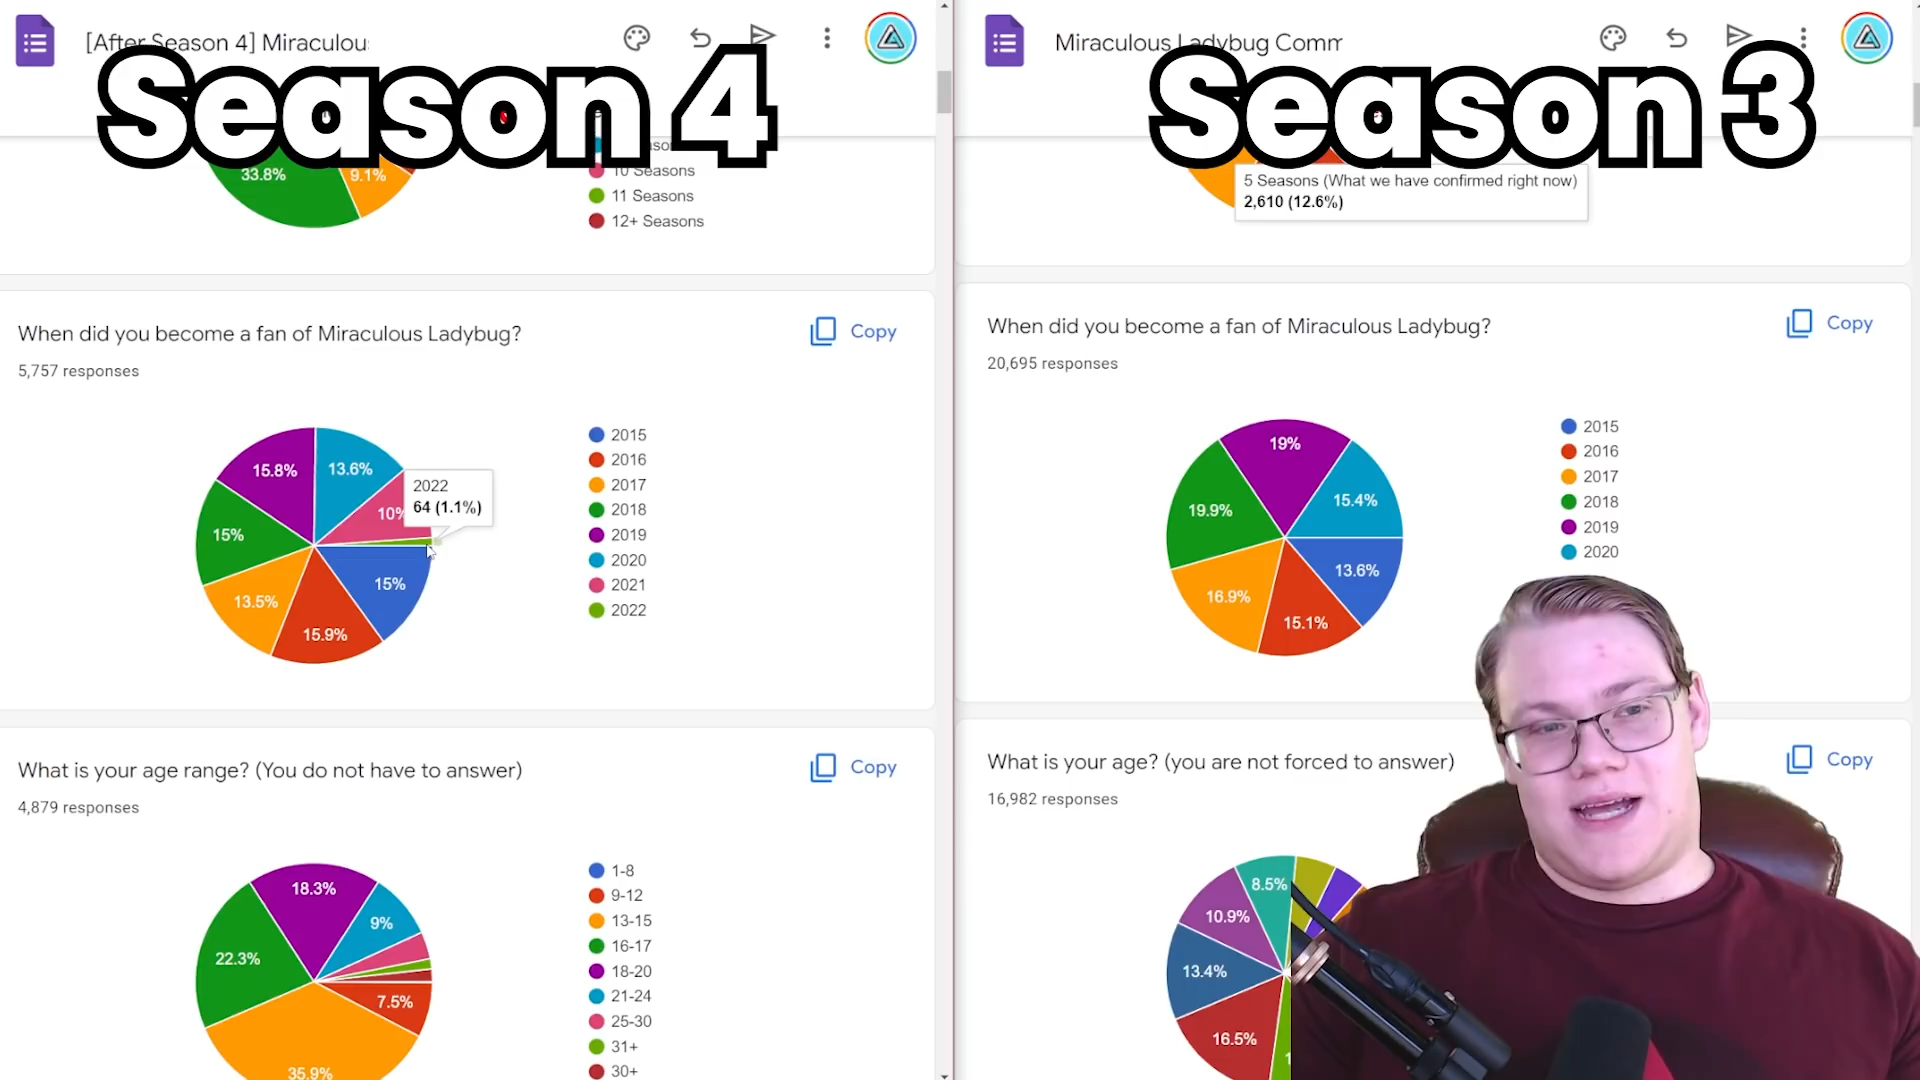 [After Season 4] Miraculou
Season 4
33.8%
9.1%
10 Seasons
11 Seasons
12+ Seasons
When did you become a fan of Miraculous Ladybug?
Copy
5,757 responses
15.8%
13.6%
10%
2022
64 (1.1%)
15%
15%
13.5%
15.9%
2015
2016
2017
2018
2019
2020
2021
2022
What is your age range? (You do not have to answer)
Copy
4,879 responses
18.3%
9%
22.3%
7.5%
35.9%
1-8
9-12
13-15
16-17
18-20
21-24
25-30
31+
30+
Miraculous Ladybug Comm
Season 3
5 Seasons (What we have confirmed right now)
2,610 (12.6%)
When did you become a fan of Miraculous Ladybug?
Copy
20,695 responses
19%
15.4%
19.9%
13.6%
16.9%
15.1%
2015
2016
2017
2018
2019
2020
What is your age? (you are not forced to answer)
Copy
16,982 responses
8.5%
10.9%
13.4%
16.5%